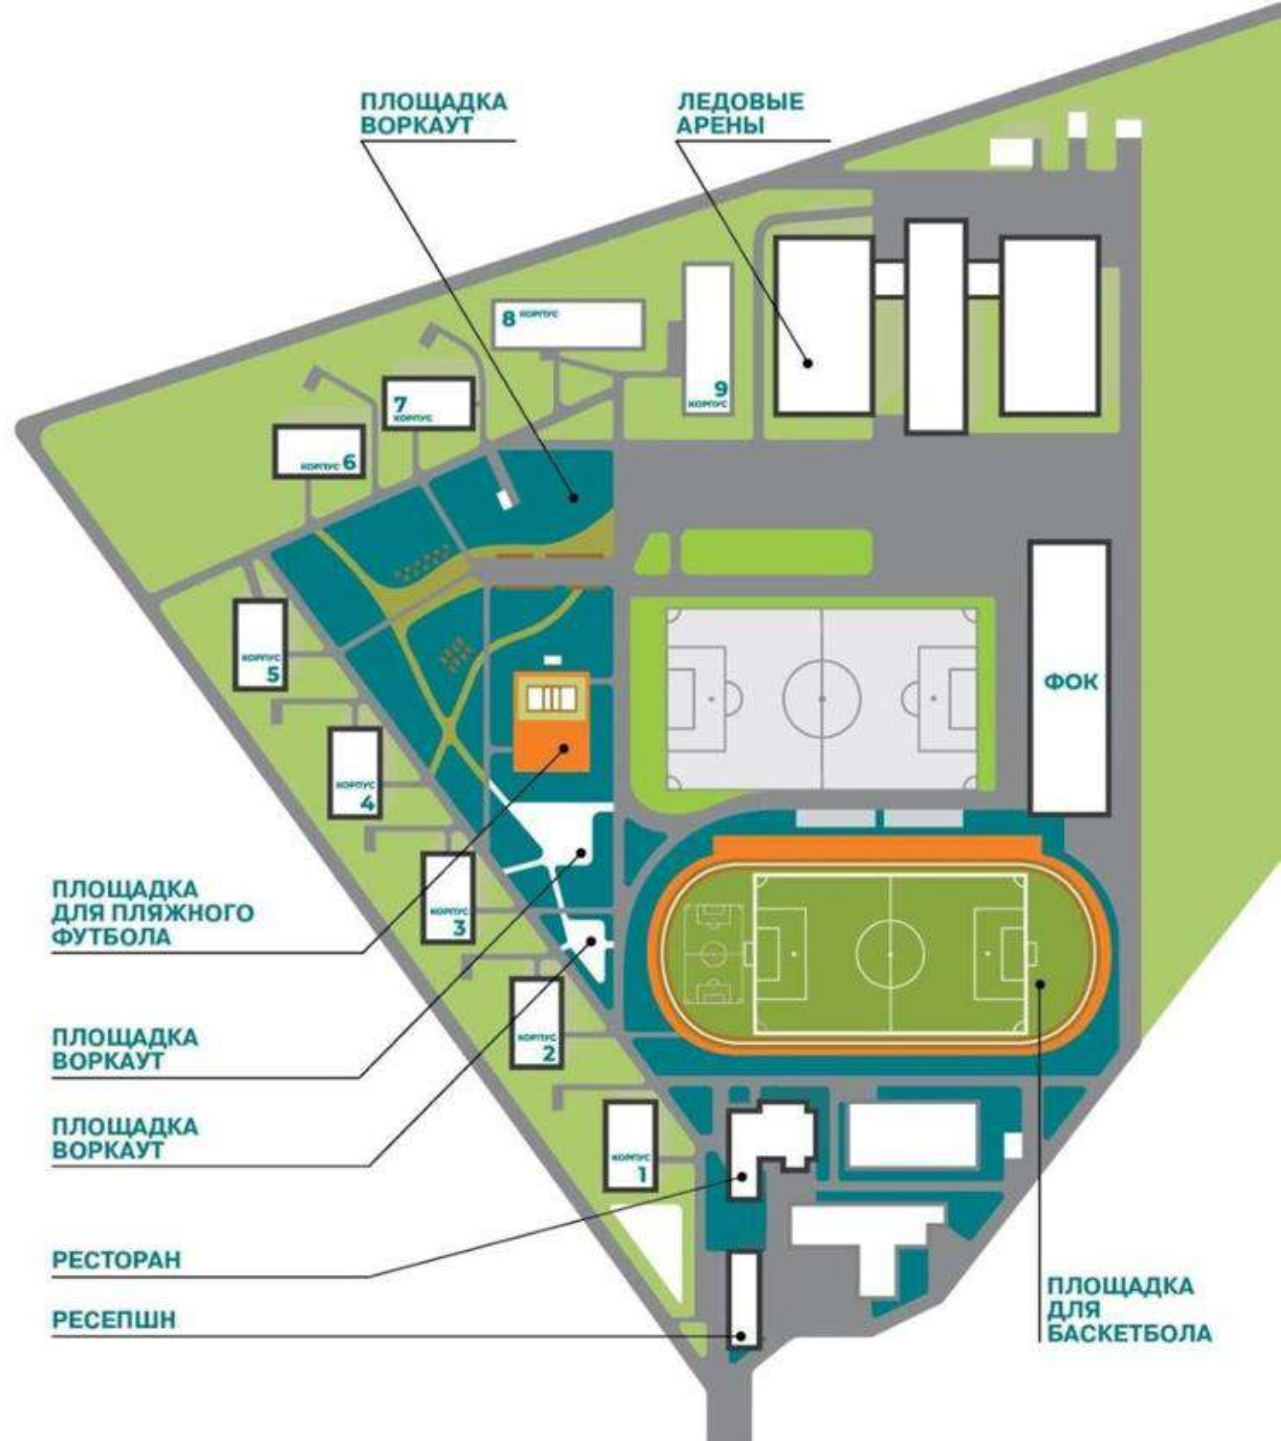 ПЛОЩАДКА
ВОРКАУТ
ЛЕДОВЫЕ
АРЕНЫ
8 КОРПУС
9
КОРПУС
7
КОРПУС
КОРПУС 6
КОРПУС
5
ФОК
КОРПУС
4
КОРПУС
3
ПЛОЩАДКА
ДЛЯ ПЛЯЖНОГО
ФУТБОЛА
КОРПУС
2
ПЛОЩАДКА
ВОРКАУТ
ПЛОЩАДКА
ВОРКАУТ
КОРПУС
1
РЕСТОРАН
РЕСЕПШН
ПЛОЩАДКА
ДЛЯ
БАСКЕТБОЛА